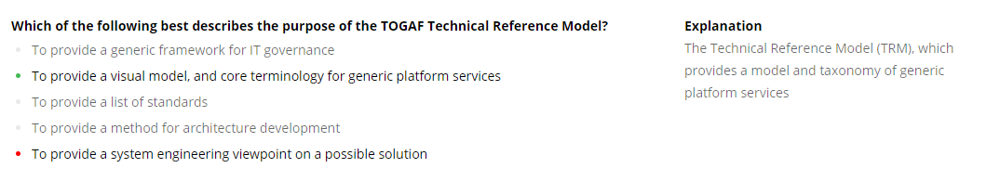 Which of the following best describes the purpose of the TOGAF Technical Reference Model?
To provide a generic framework for IT governance
To provide a visual model, and core terminology for generic platform services
To provide a list of standards
To provide a method for architecture development
To provide a system engineering viewpoint on a possible solution
Explanation
The Technical Reference Model (TRM), which
provides a model and taxonomy of generic
platform services